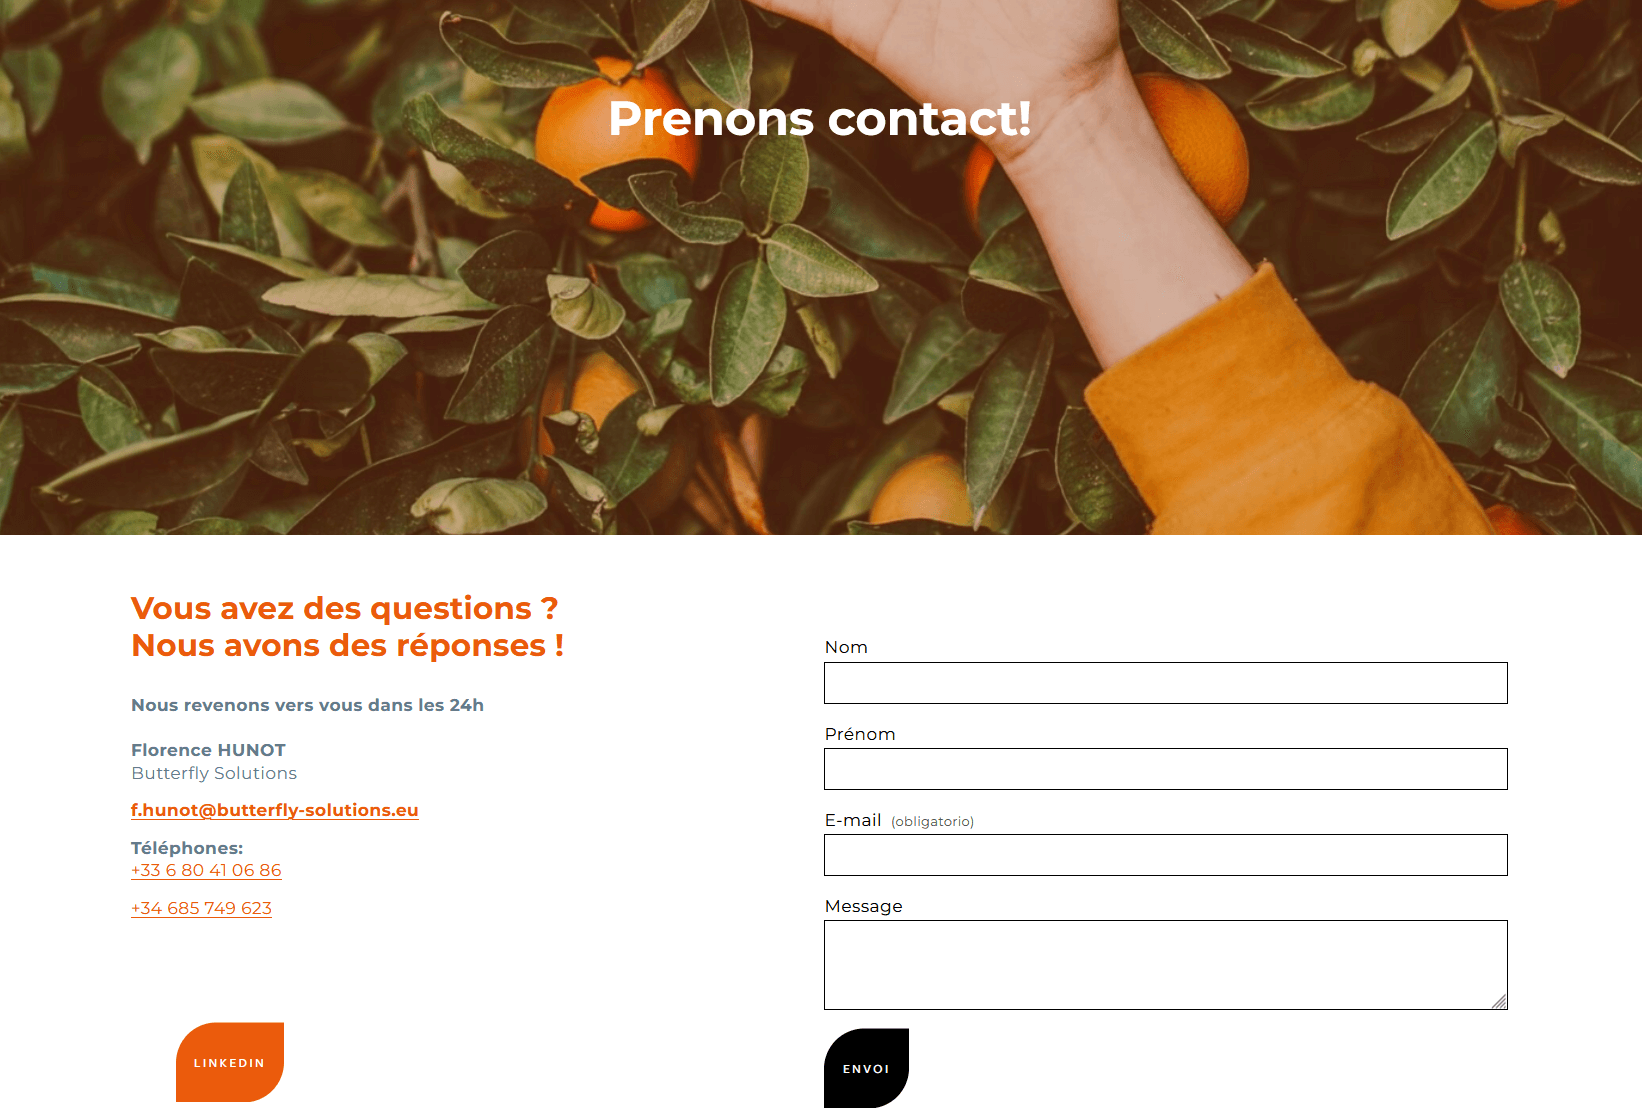 Prenons contact!
Vous avez des questions ?
Nous avons des réponses !
Nous revenons vers vous dans les 24h
Florence HUNOT
Butterfly Solutions
f.hunot@butterfly-solutions.eu
Téléphones:
+33 6 80 41 06 86
+34 685 749 623
LINKEDIN
Nom
Prénom
E-mail (obligatorio)
Message
ENVOI